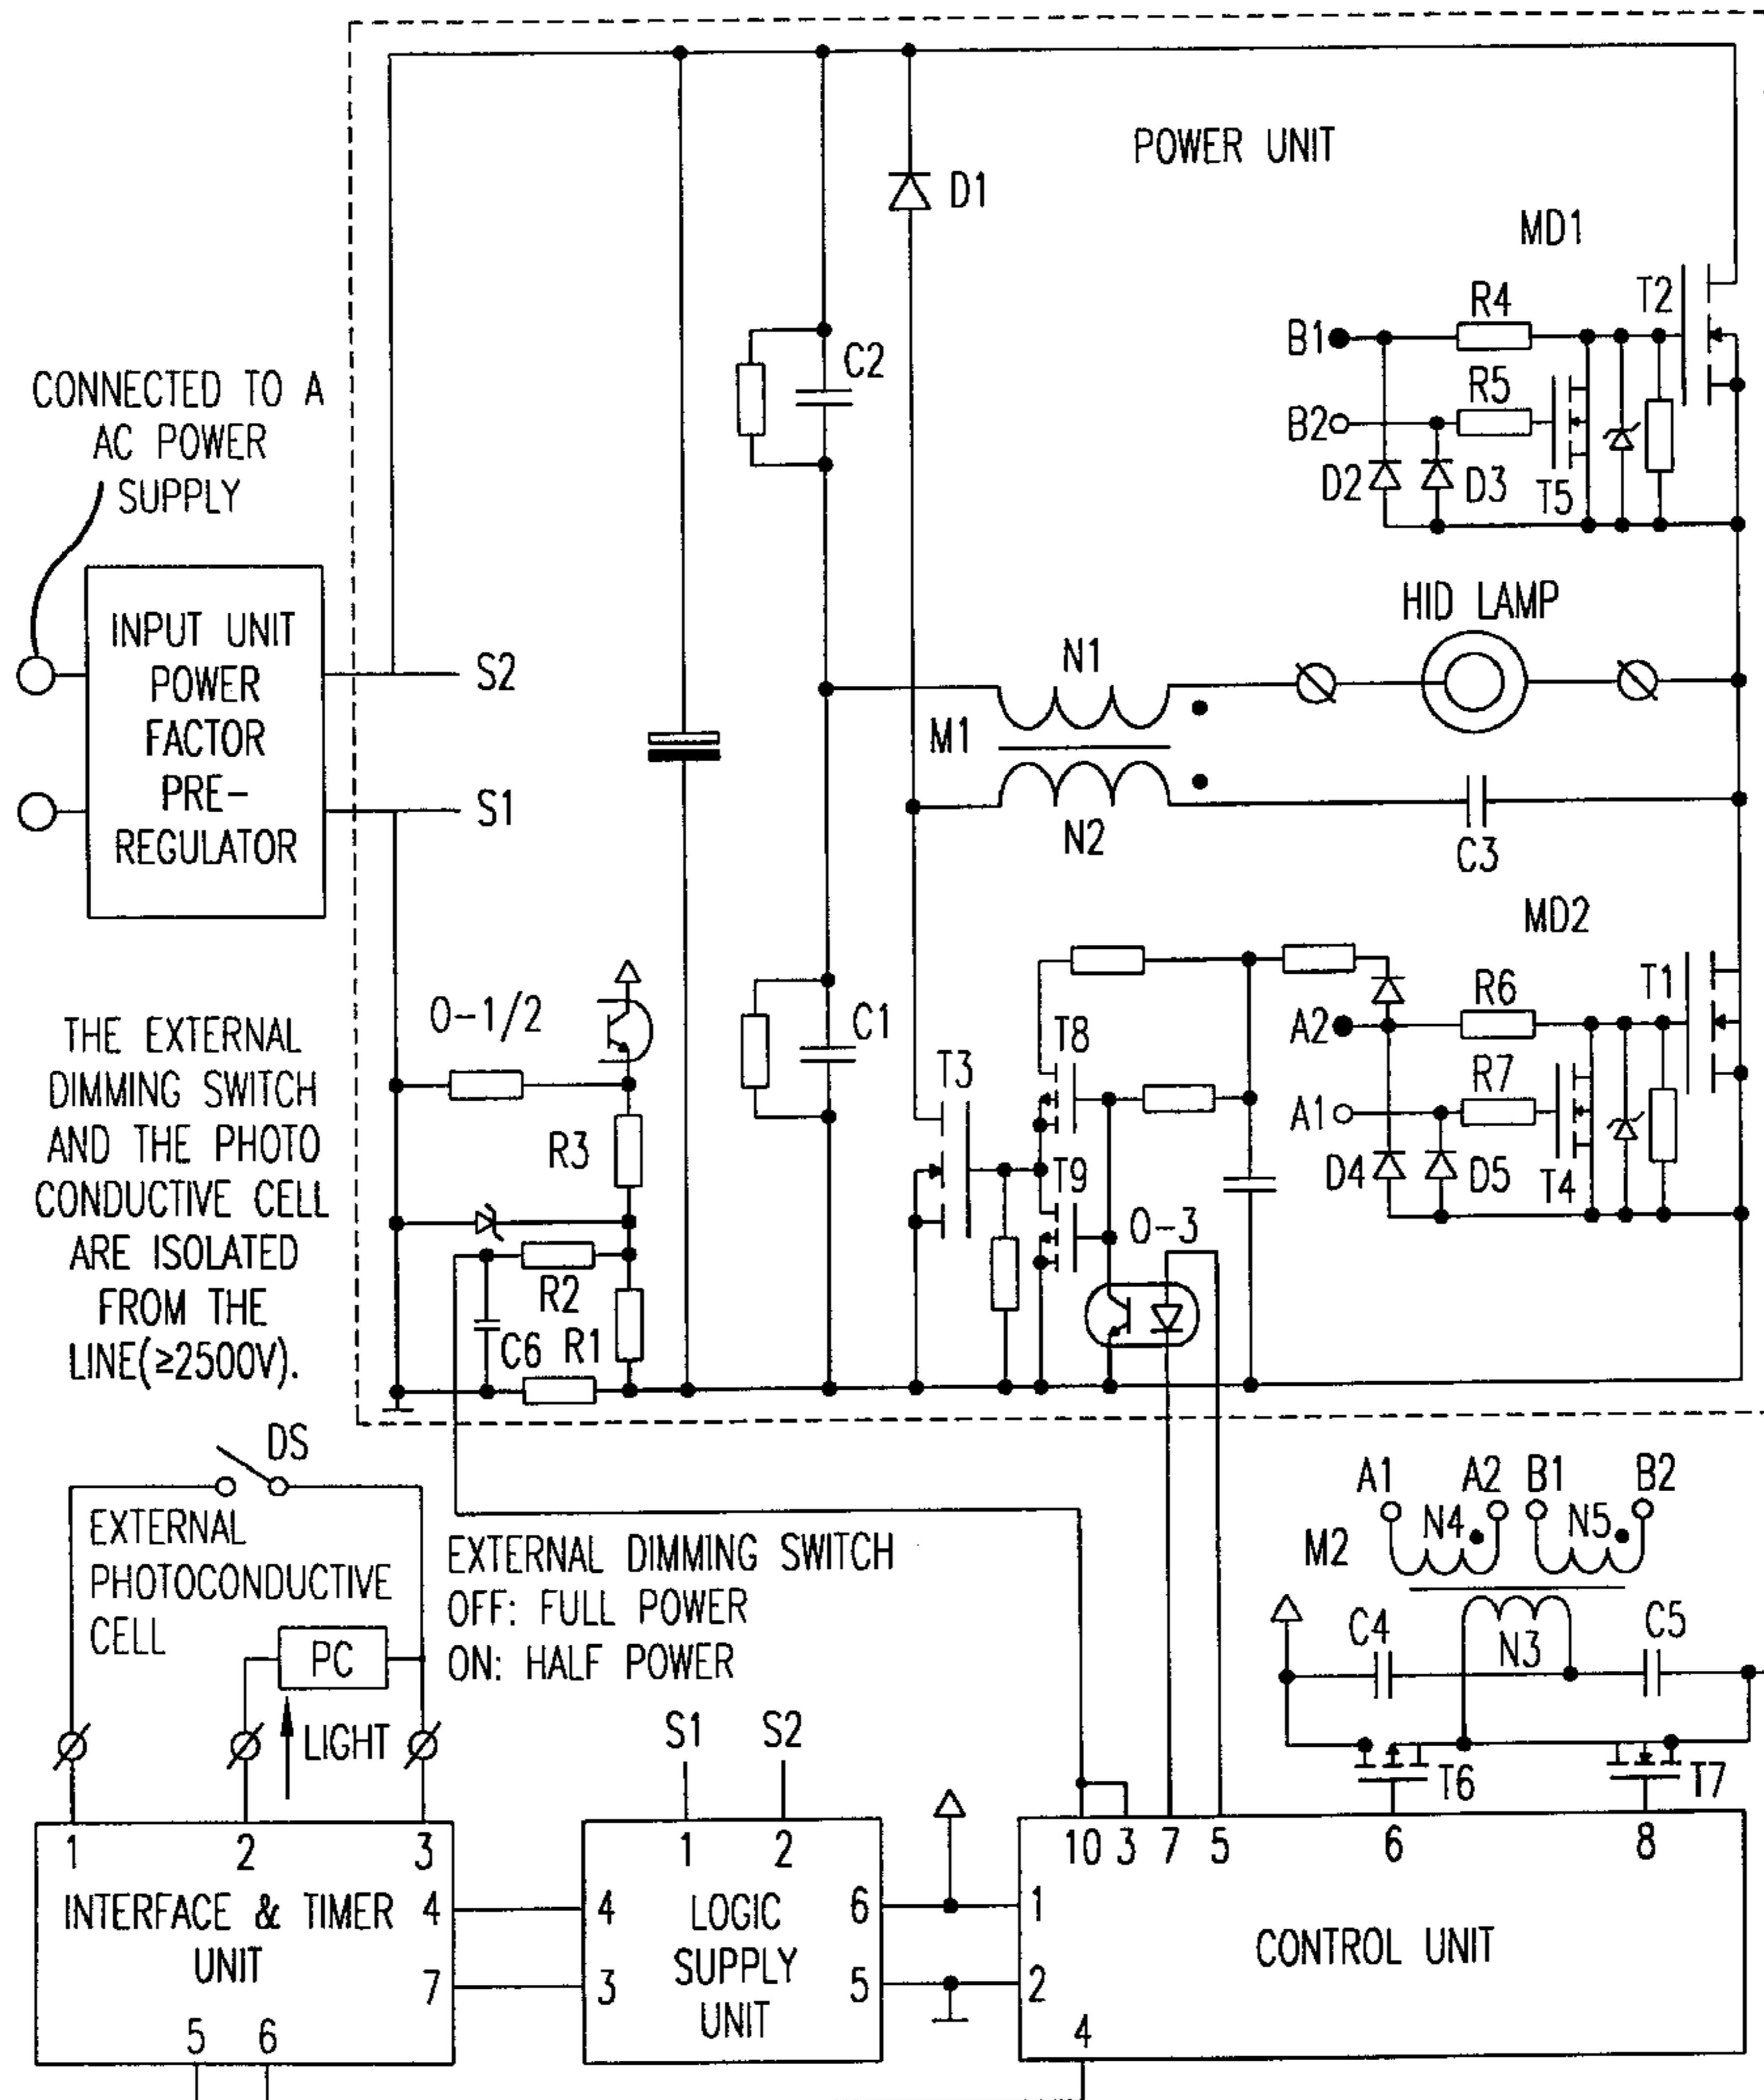 POWER UNIT
D1
MD1
T2
R4
B1
C2
R5
B2
D2
D3
T5
CONNECTED TO A
AC POWER
SUPPLY
INPUT UNIT
POWER
FACTOR
PRE-
REGULATOR
S2
S1
HID LAMP
N1
M1
N2
C3
MD2
T1
R6
A2
R7
A1
D4
D5
T4
O-1/2
C1
T3
T8
T9
O-3
R3
R2
C6
R1
THE EXTERNAL
DIMMING SWITCH
AND THE PHOTO
CONDUCTIVE CELL
ARE ISOLATED
FROM THE
LINE(≥2500V).
DS
EXTERNAL
PHOTOCONDUCTIVE
CELL
PC
LIGHT
EXTERNAL DIMMING SWITCH
OFF: FULL POWER
ON: HALF POWER
A1
A2
B1
B2
M2
N4
N5
C4
N3
C5
T6
T7
S1
S2
1
2
3
INTERFACE & TIMER
UNIT
4
7
5
6
1
2
4
3
LOGIC
SUPPLY
UNIT
6
5
10
3
7
5
6
8
1
2
CONTROL UNIT
4